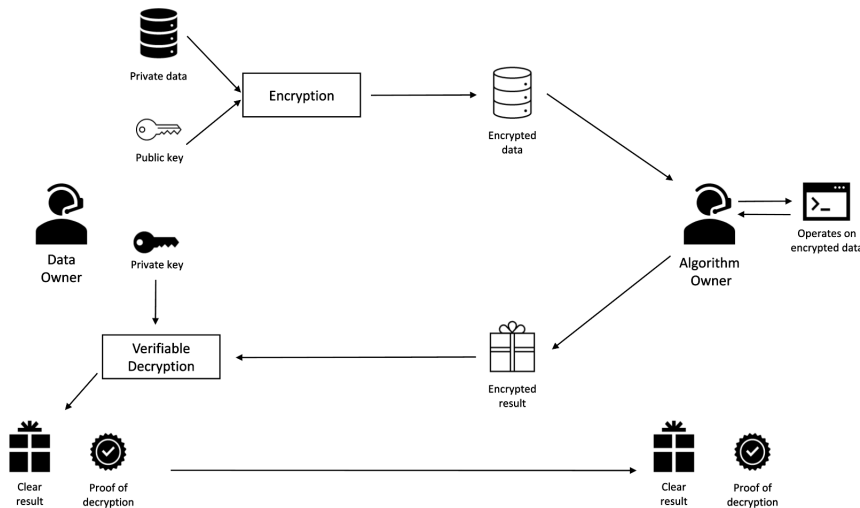 Private data
Encryption
Public key
Encrypted
data
Data
Owner
Private key
Algorithm
Owner
>_
Operates on
encrypted data
Verifiable
Decryption
Encrypted
result
Clear
result
Proof of
decryption
Clear
result
Proof of
decryption